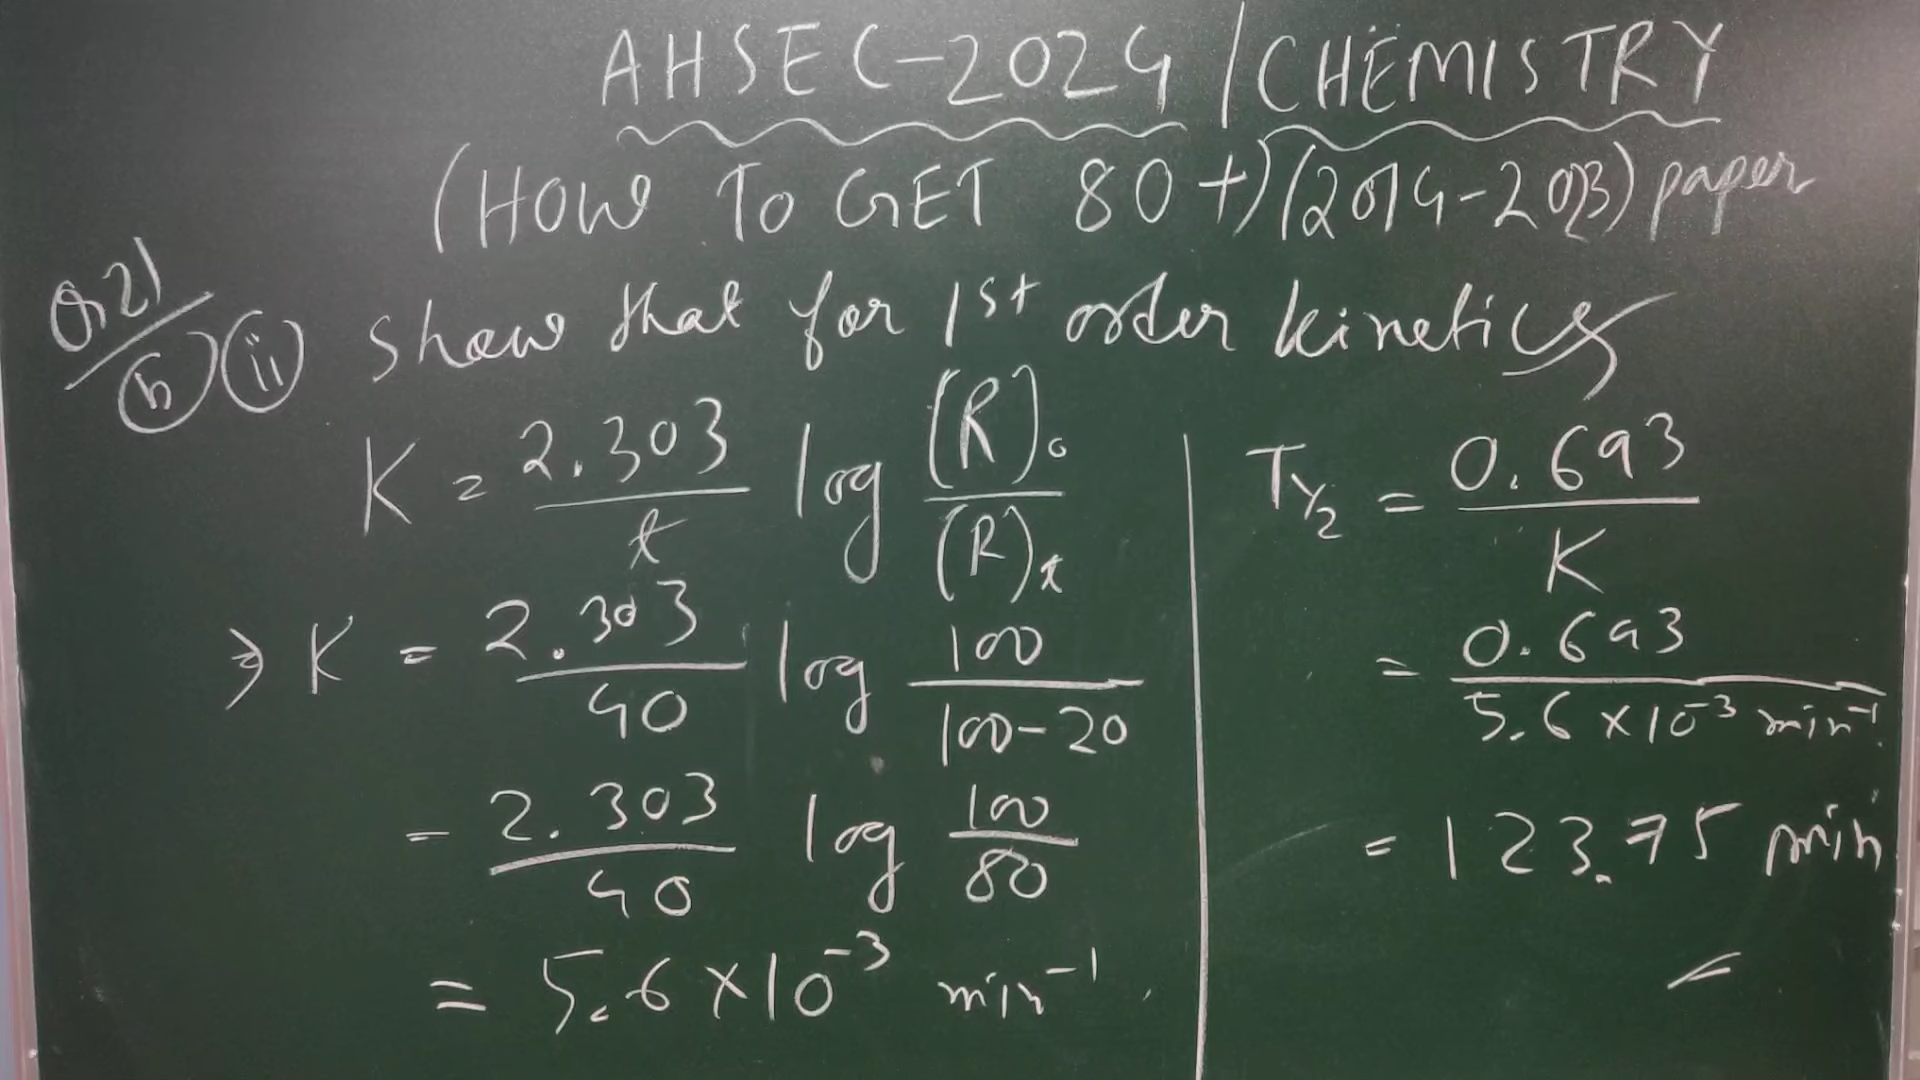 AHSEC-2024/CHEMISTRY
(HOW TO GET 80+)(2014-2023) paper
Q.21
(b) (ii) Show that for 1st order kinetics
K = 2.303/t log (R)₀/(R)t
⇒ K = 2.303/40 log 100/100-20
= 2.303/40 log 100/80
= 5.6 × 10⁻³ min⁻¹.
T½ = 0.693/K
= 0.693/5.6 × 10⁻³ min⁻¹.
= 123.75 min